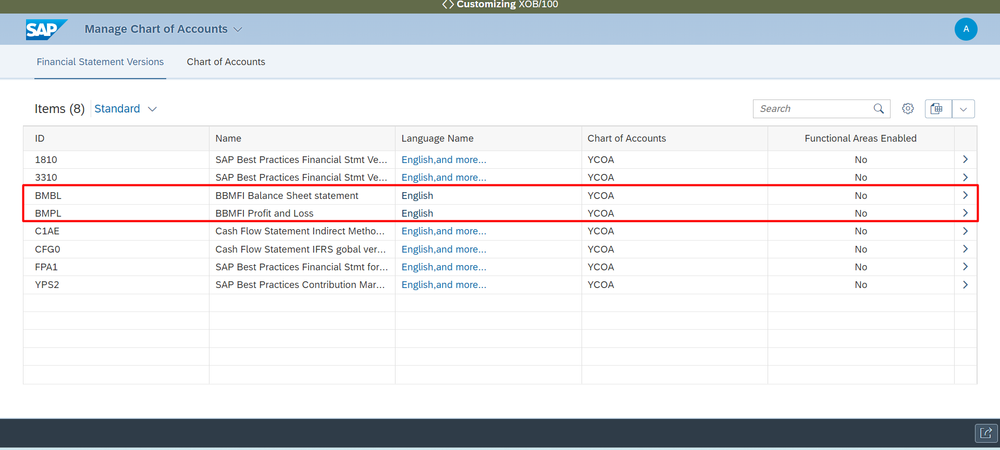 Customizing XOB/100
SAP Manage Chart of Accounts A
Financial Statement Versions Chart of Accounts
Items (8) Standard Search
ID Name Language Name Chart of Accounts Functional Areas Enabled
1810 SAP Best Practices Financial Stmt Ve... English,and more... YCOA No
3310 SAP Best Practices Financial Stmt Ve... English,and more... YCOA No
BMBL BBMFI Balance Sheet statement English YCOA No
BMPL BBMFI Profit and Loss English YCOA No
C1AE Cash Flow Statement Indirect Metho... English,and more... YCOA No
CFG0 Cash Flow Statement IFRS gobal ver... English,and more... YCOA No
FPA1 SAP Best Practices Financial Stmt for... English,and more... YCOA No
YPS2 SAP Best Practices Contribution Mar... English,and more... YCOA No